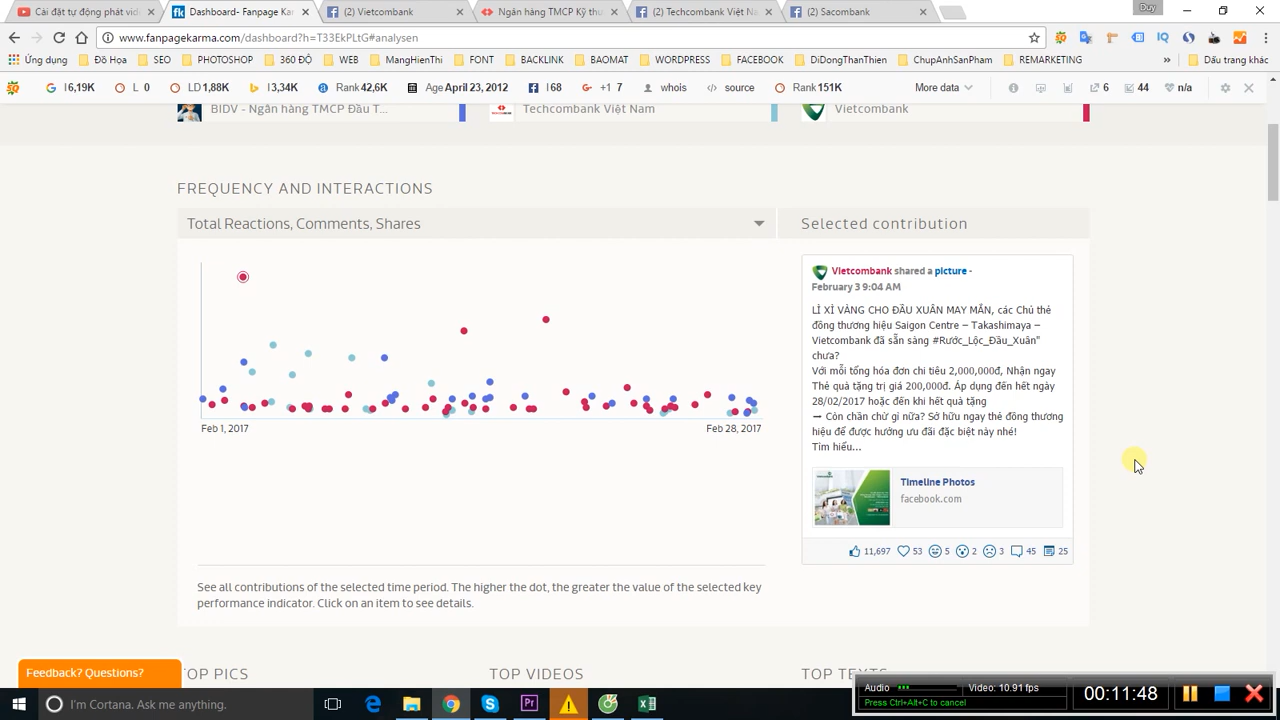 Duy
Cài đặt tự động phát vid
Dashboard- Fanpage Kar
(2) Vietcombank
Ngân hàng TMCP Kỹ thư
(2) Techcombank Việt Na
(2) Sacombank
www.fanpagekarma.com/dashboard?h=T33EkPLtG#analysen
Ứng dụng
Đồ Họa
SEO
PHOTOSHOP
360 ĐỘ
WEB
MangHienThi
FONT
BACKLINK
BAOMAT
WORDPRESS
FACEBOOK
DiDongThanThien
ChupAnhSanPham
REMARKETING
»
Dấu trang khác
I 6,19K
L 0
LD 1,88K
I 3,34K
Rank 42,6K
Age April 23, 2012
I 68
+1 7
whois
source
Rank 151K
More data
6
44
n/a
BIDV - Ngân hàng TMCP Đầu T...
Techcombank Việt Nam
Vietcombank
FREQUENCY AND INTERACTIONS
Total Reactions, Comments, Shares
Feb 1, 2017
Feb 28, 2017
See all contributions of the selected time period. The higher the dot, the greater the value of the selected key
performance indicator. Click on an item to see details.
Selected contribution
Vietcombank shared a picture -
February 3 9:04 AM
LÌ XÌ VÀNG CHO ĐẦU XUÂN MAY MẮN, các Chủ thẻ
đồng thương hiệu Saigon Centre – Takashimaya –
Vietcombank đã sẵn sàng #Rước_Lộc_Đầu_Xuân"
chưa?
Với mỗi tổng hóa đơn chi tiêu 2,000,000đ, Nhận ngay
Thẻ quà tặng trị giá 200,000đ. Áp dụng đến hết ngày
28/02/2017 hoặc đến khi hết quà tặng
→ Còn chần chừ gì nữa? Sở hữu ngay thẻ đồng thương
hiệu để được hưởng ưu đãi đặc biệt này nhé!
Tìm hiểu...
Timeline Photos
facebook.com
11,697
53
5
2
3
45
25
Feedback? Questions?
TOP PICS
TOP VIDEOS
TOP TEXTS
I'm Cortana. Ask me anything.
Audio
Video: 10.91 fps
Press Ctrl+Alt+C to cancel
00:11:48